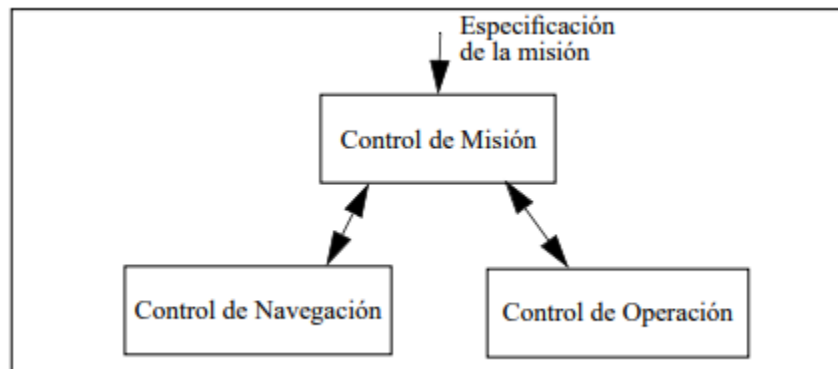 Especificación
de la misión
Control de Misión
Control de Navegación
Control de Operación